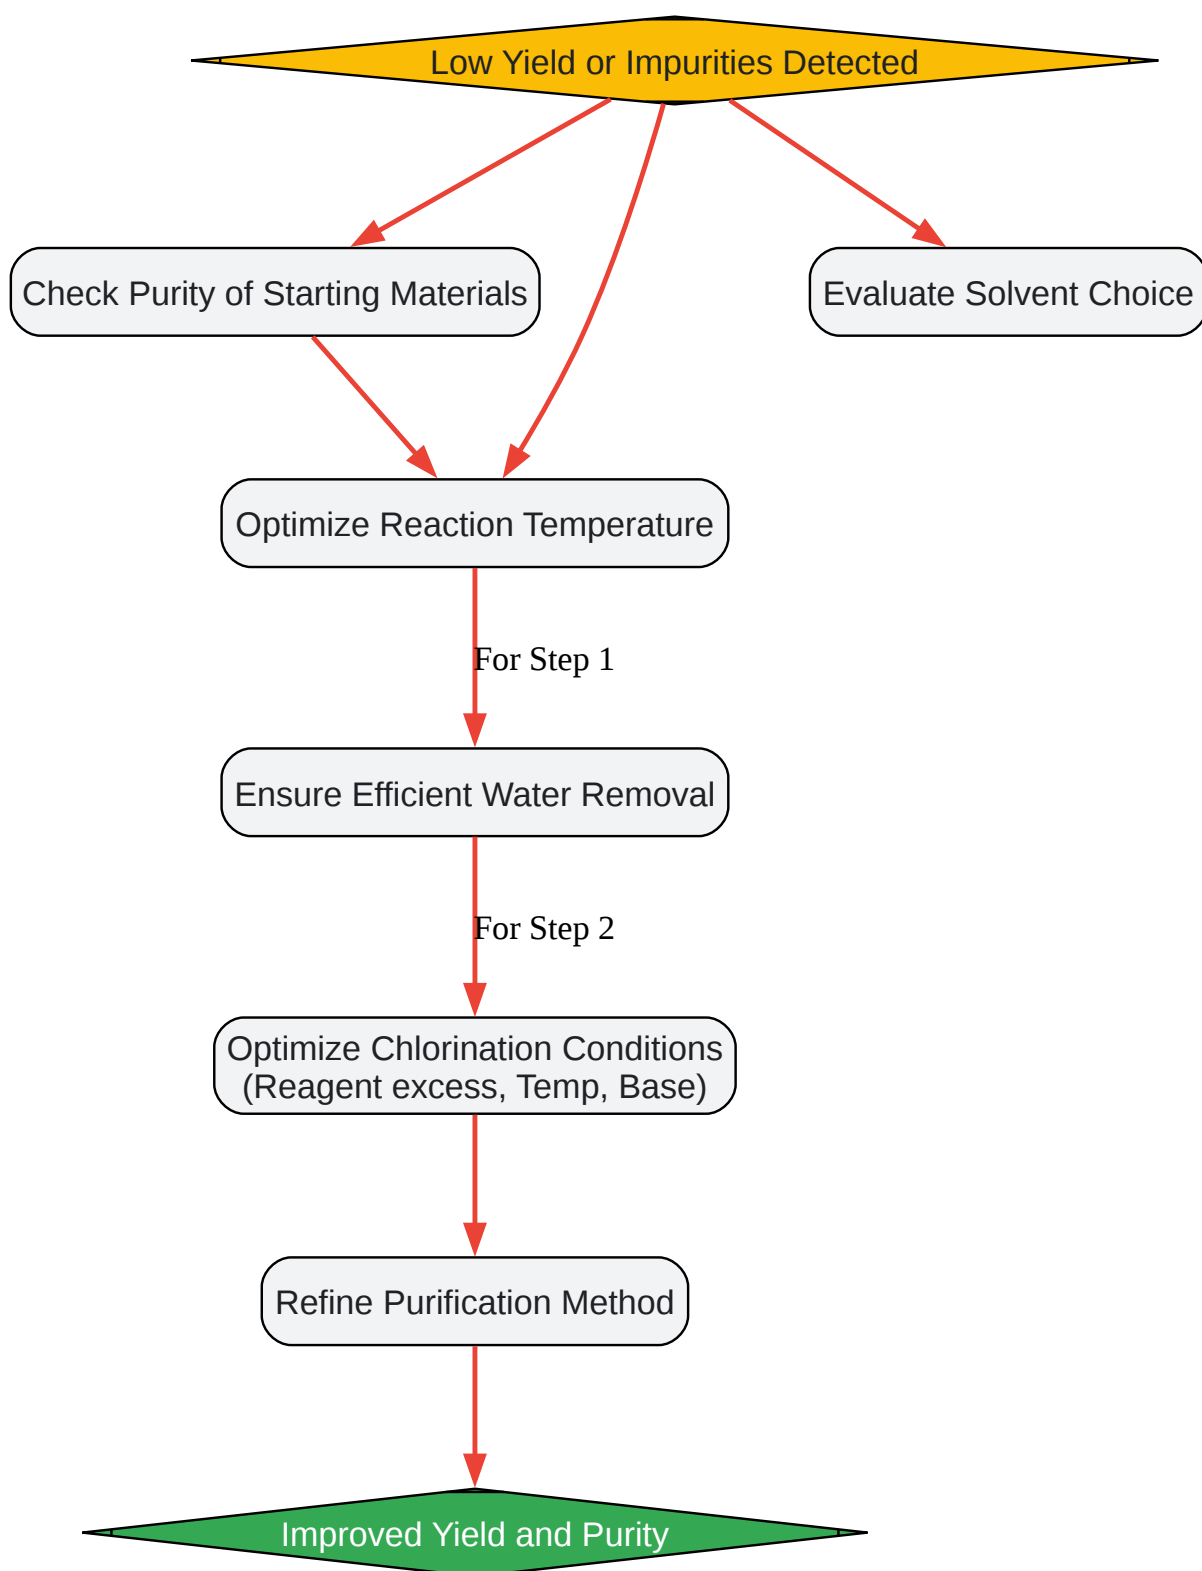 Low Yield or Impurities Detected
Check Purity of Starting Materials
Evaluate Solvent Choice
Optimize Reaction Temperature
For Step 1
Ensure Efficient Water Removal
For Step 2
Optimize Chlorination Conditions
(Reagent excess, Temp, Base)
Refine Purification Method
Improved Yield and Purity